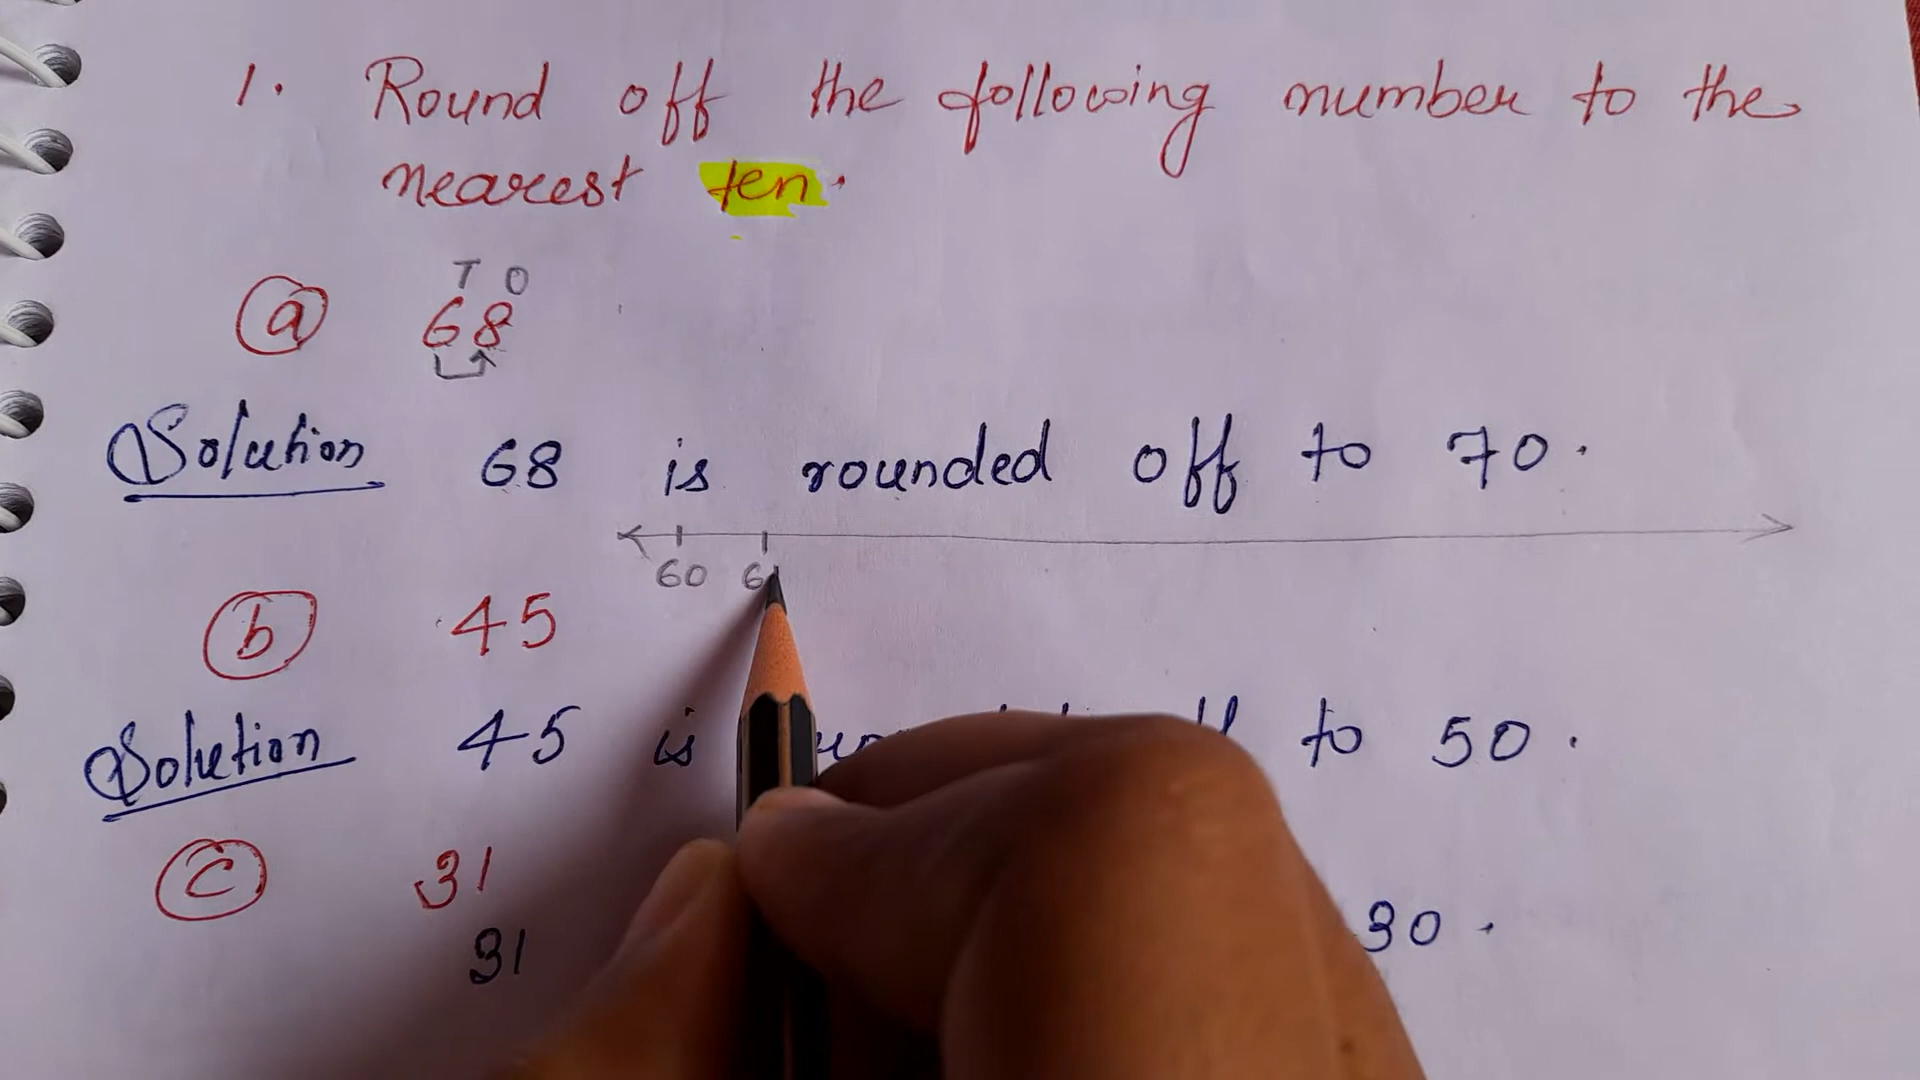 1. Round off the following number to the
nearest ten.
T O
a 68
Solution 68 is rounded off to 70.
60 61
b 45
Solution 45 is to 50.
c 31
31 30.